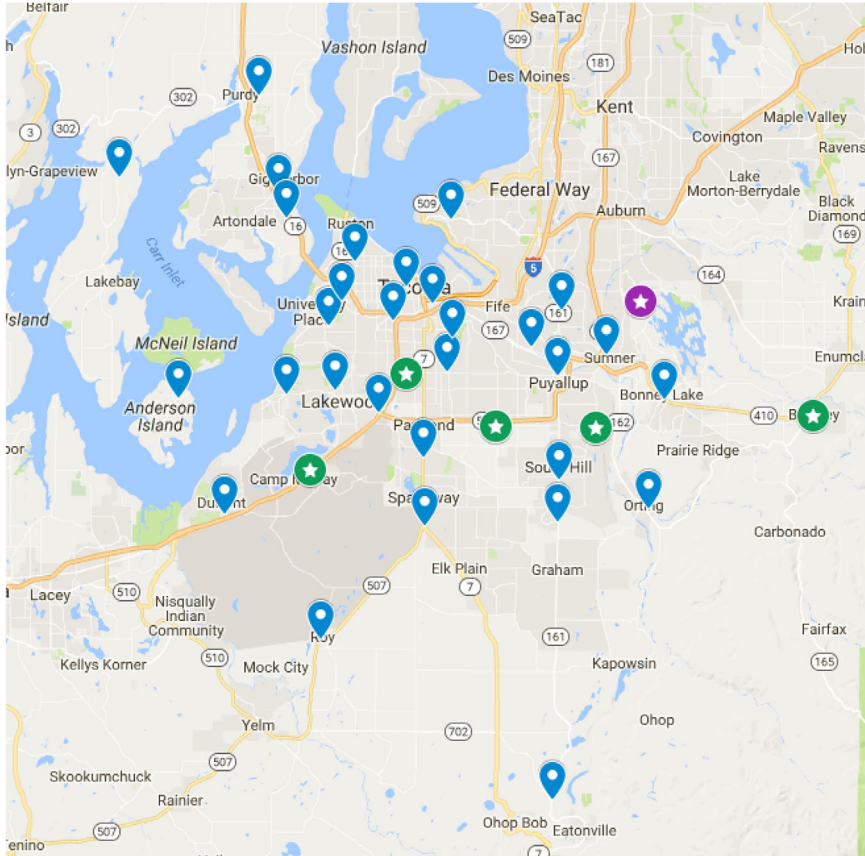 Belfair
SeaTac
Vashon Island
509
Des Moines
181
Hol
Purdy
302
302
Kent
3
Maple Valley
Covington
167
Ravens
lyn-Grapeview
Gig Harbor
Lake
Morton-Berrydale
Federal Way
509
Black
Diamond
Artondale
16
Ruston
Auburn
169
Carr Inlet
5
164
Lakebay
Tacoma
161
Krain
University
Place
Fife
167
Island
McNeil Island
7
Sumner
Enumcla
Puyallup
Anderson
Island
Lakewood
Bonney Lake
410
162
Prairie Ridge
South Hill
Dupont
Spanaway
Orting
Carbonado
Elk Plain
Graham
507
7
510
Lacey
Nisqually
Indian
Community
Roy
161
Fairfax
Kellys Korner
510
Mock City
Kapowsin
165
Yelm
702
Ohop
507
Skookumchuck
Rainier
507
Ohop Bob
Eatonville
Tenino
7